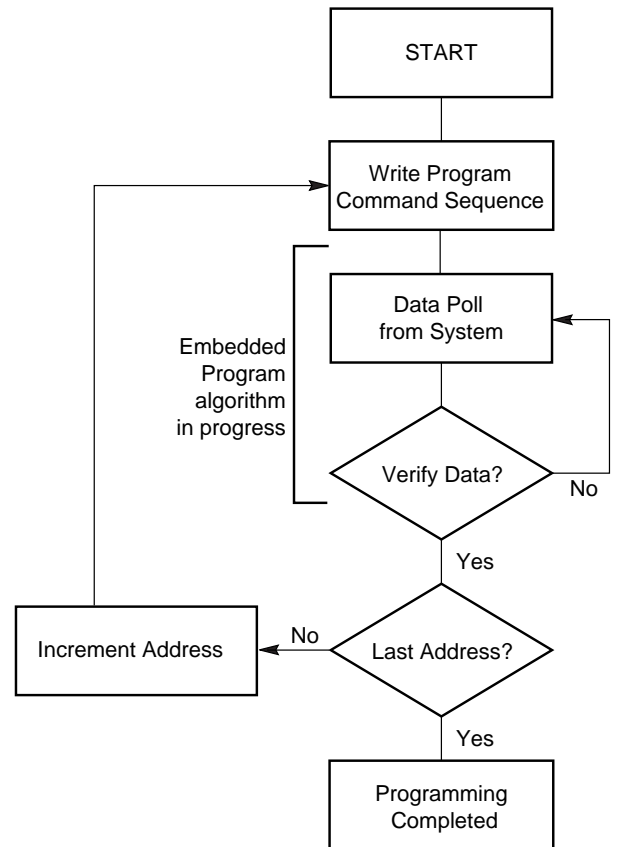 START
Write Program
Command Sequence
Data Poll
from System
Embedded
Program
algorithm
in progress
Verify Data?
No
Yes
Increment Address
No
Last Address?
Yes
Programming
Completed